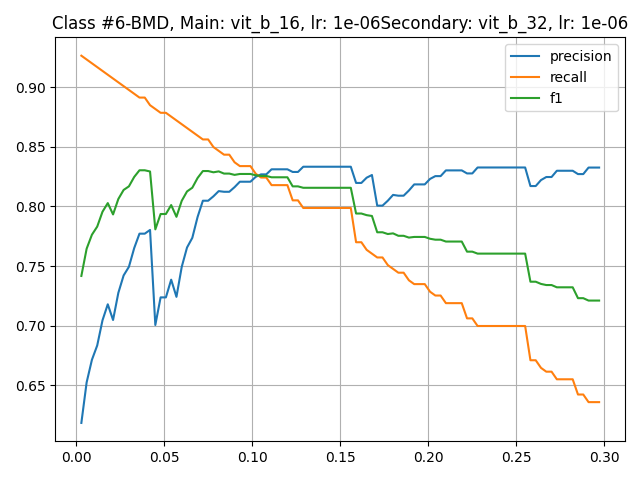 Class #6-BMD, Main: vit_b_16, lr: 1e-06Secondary: vit_b_32, lr: 1e-06
precision
recall
f1
0.90
0.85
0.80
0.75
0.70
0.65
0.00 0.05 0.10 0.15 0.20 0.25 0.30